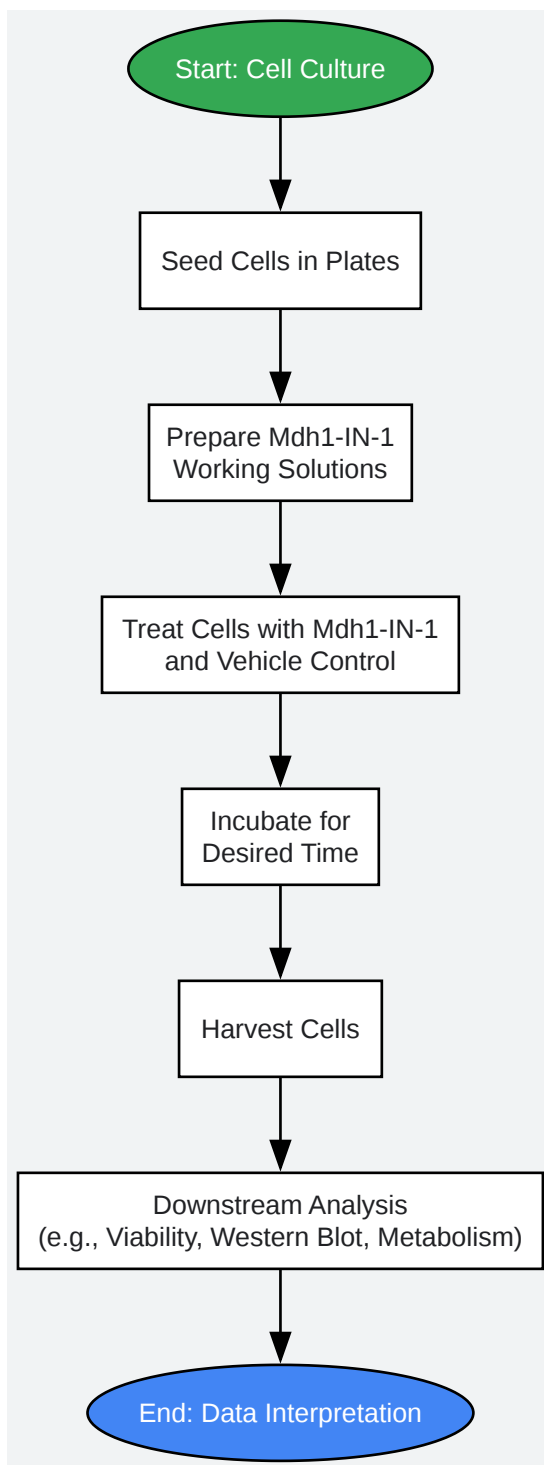 Start: Cell Culture
Seed Cells in Plates
Prepare Mdh1-IN-1
Working Solutions
Treat Cells with Mdh1-IN-1
and Vehicle Control
Incubate for
Desired Time
Harvest Cells
Downstream Analysis
(e.g., Viability, Western Blot, Metabolism)
End: Data Interpretation